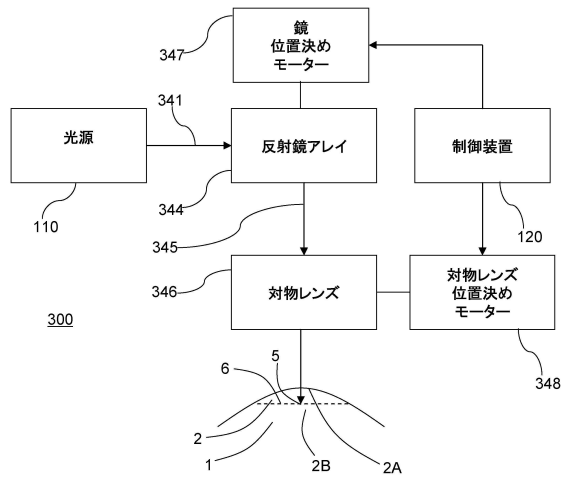 鏡
位置決め
モーター
347
341
光源
反射鏡アレイ
制御装置
110
344
345
120
346
対物レンズ
対物レンズ
位置決め
モーター
300
348
5
6
2
1
2B
2A